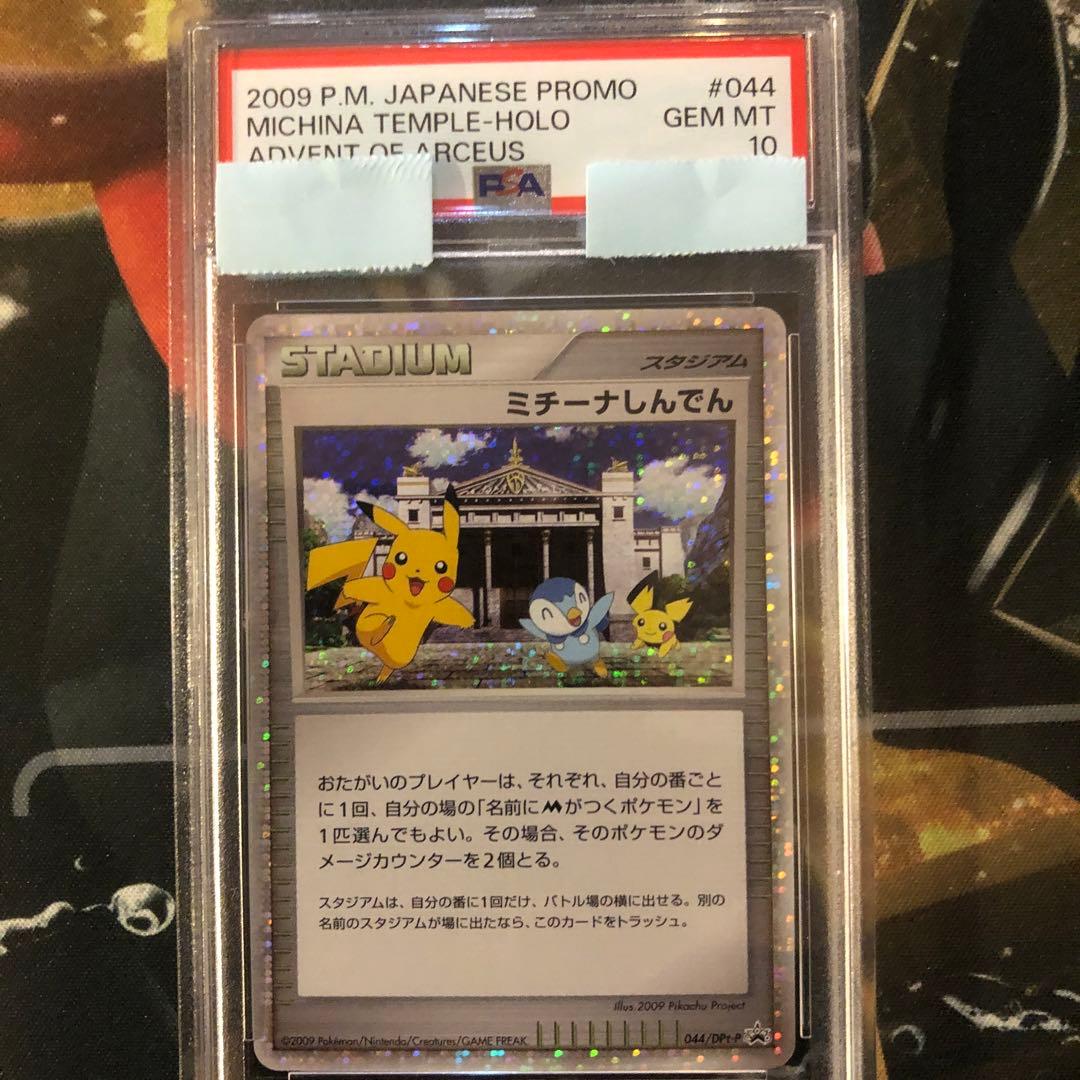 2009 P.M. JAPANESE PROMO #044
MICHINA TEMPLE-HOLO GEM MT
ADVENT OF ARCEUS 10
PSA
STADIUM スタジアム
ミチーナしんでん
おたがいのプレイヤーは、それぞれ、自分の番ごと
に1回、自分の場の「名前にMがつくポケモン」を
1匹選んでもよい。その場合、そのポケモンのダ
メージカウンターを2個とる。
スタジアムは、自分の番に1回だけ、バトル場の横に出せる。別の
名前のスタジアムが場に出たなら、このカードをトラッシュ。
Illus. 2009 Pikachu Project
©2009 Pokémon/Nintendo/Creatures/GAME FREAK 044/DPt-P